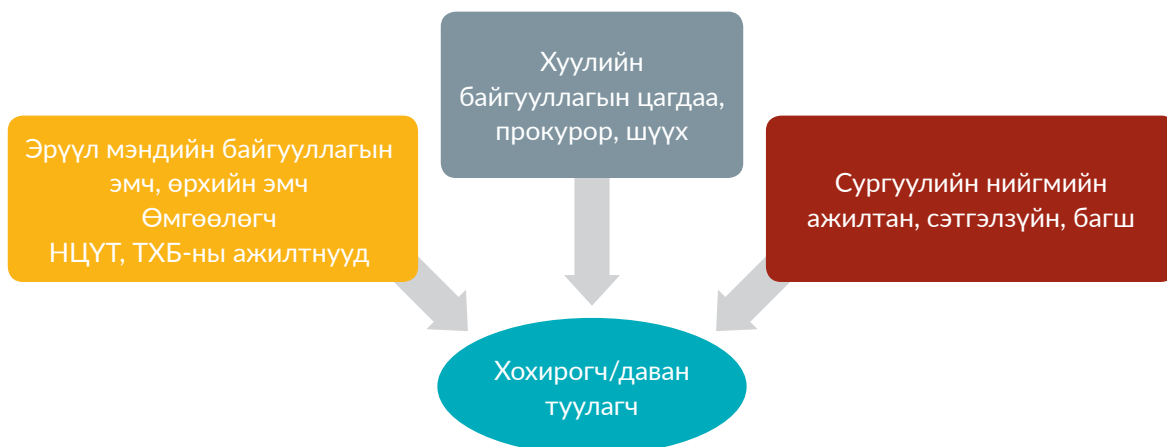 Хуулийн
байгууллагын цагдаа,
прокурор, шүүх
Эрүүл мэндийн байгууллагын
эмч, өрхийн эмч
Өмгөөлөгч
НЦҮТ, ТХБ-ны ажилтнууд
Сургуулийн нийгмийн
ажилтан, сэтгэлзүйн, багш
Хохирогч/даван
туулагч